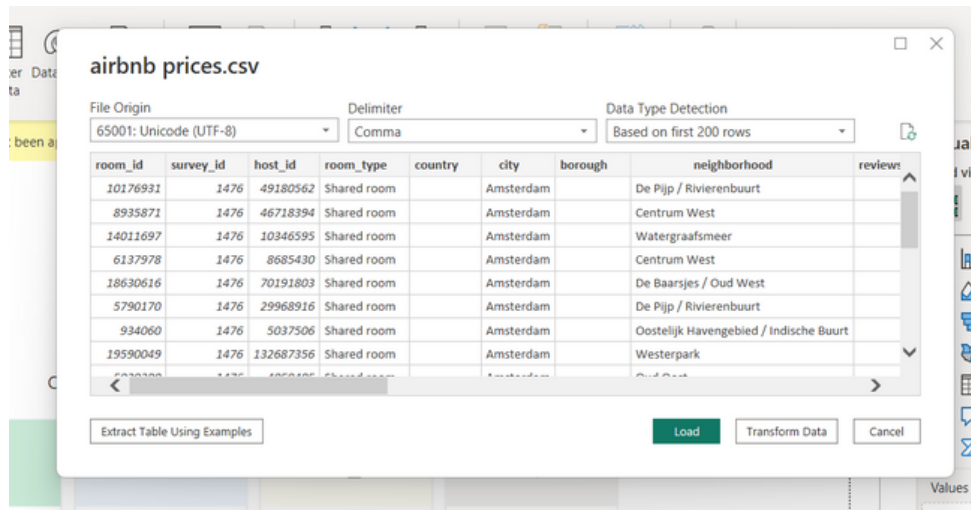 er Data
ta
been a
airbnb prices.csv
File Origin Delimiter Data Type Detection
65001: Unicode (UTF-8) Comma Based on first 200 rows
room_id survey_id host_id room_type country city borough neighborhood reviews
10176931 1476 49180562 Shared room Amsterdam De Pijp / Rivierenbuurt
8935871 1476 46718394 Shared room Amsterdam Centrum West
14011697 1476 10346595 Shared room Amsterdam Watergraafsmeer
6137978 1476 8685430 Shared room Amsterdam Centrum West
18630616 1476 70191803 Shared room Amsterdam De Baarsjes / Oud West
5790170 1476 29968916 Shared room Amsterdam De Pijp / Rivierenbuurt
934060 1476 5037506 Shared room Amsterdam Oostelijk Havengebied / Indische Buurt
19590049 1476 132687356 Shared room Amsterdam Westerpark
Extract Table Using Examples Load Transform Data Cancel
Values